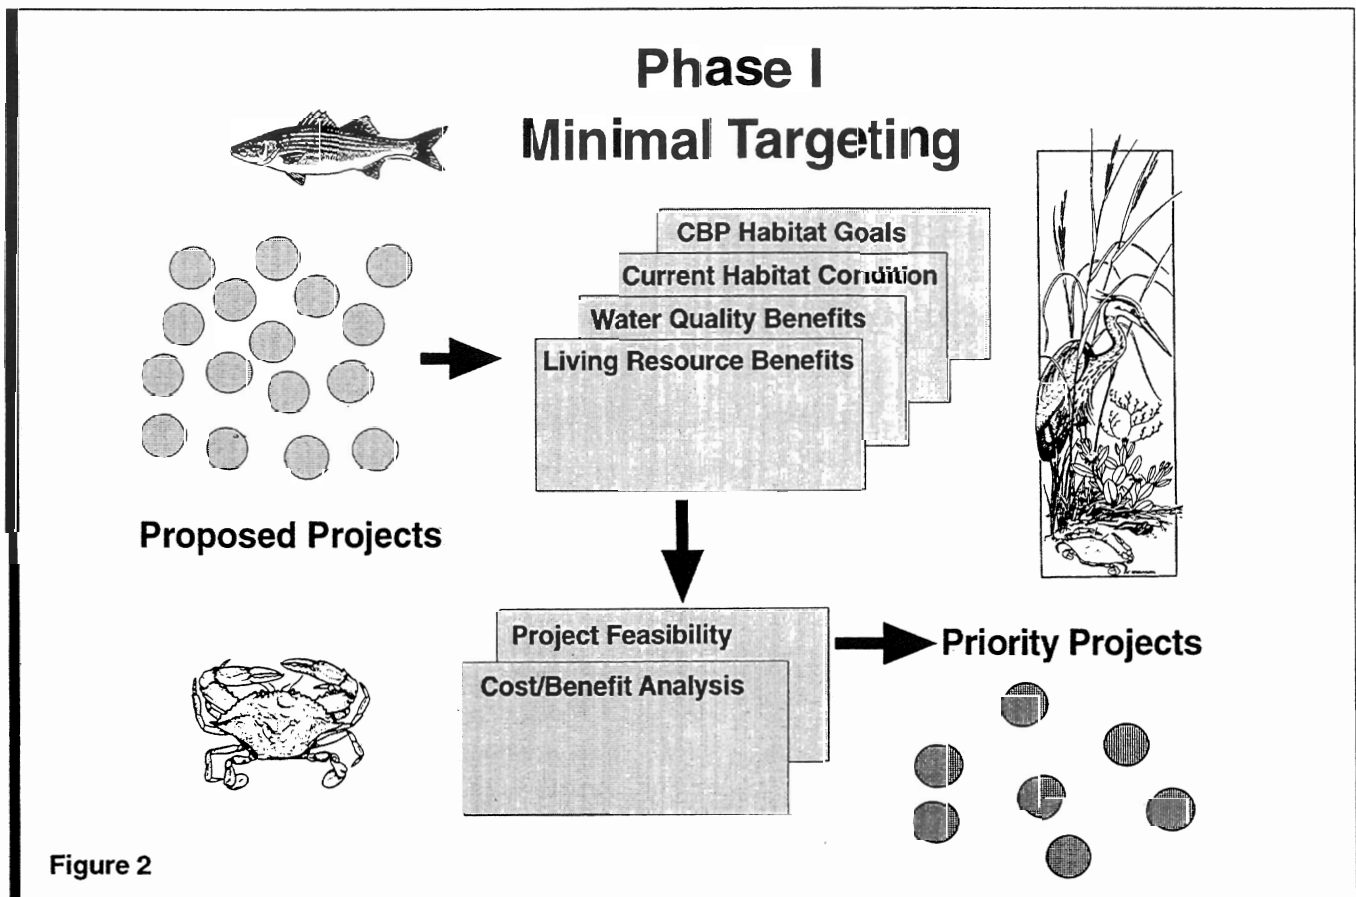 Phase I
Minimal Targeting
CBP Habitat Goals
Current Habitat Condition
Water Quality Benefits
Living Resource Benefits
Proposed Projects
Project Feasibility
Cost/Benefit Analysis
Priority Projects
Figure 2